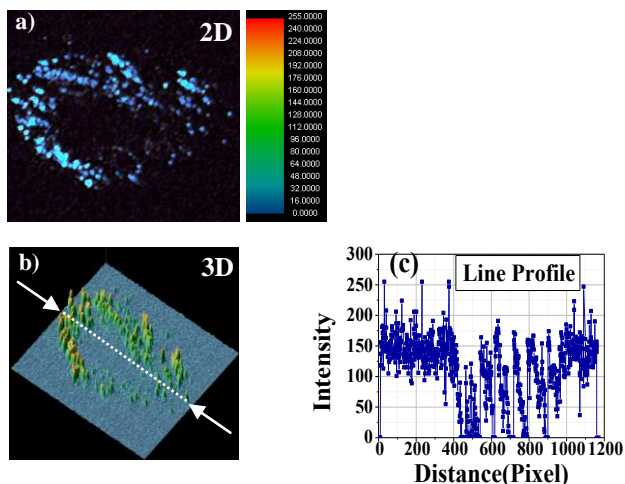 a)
2D
255.0000
240.0000
224.0000
208.0000
192.0000
176.0000
160.0000
144.0000
128.0000
112.0000
96.0000
80.0000
64.0000
48.0000
32.0000
16.0000
0.0000
b)
3D
(c)
Line Profile
300
250
200
150
100
50
0
Intensity
0 200 400 600 800 1000 1200
Distance(Pixel)